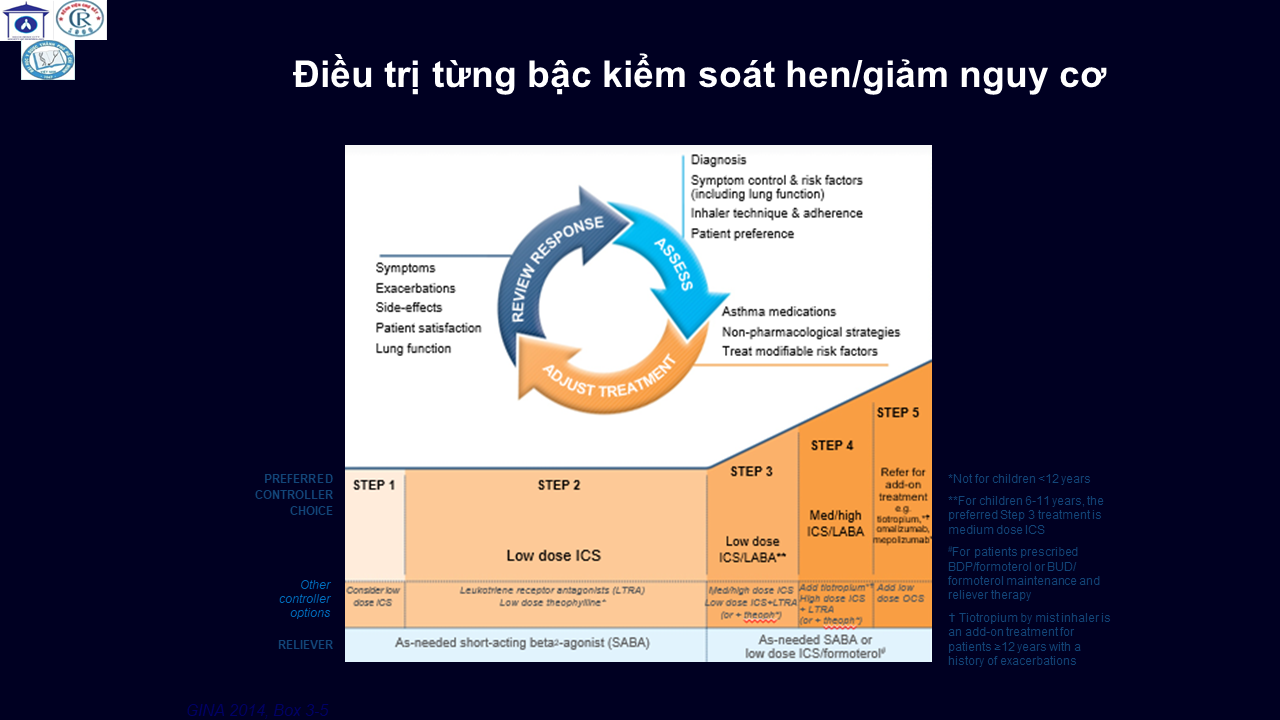 Điều trị từng bậc kiểm soát hen/giảm nguy cơ
Diagnosis
Symptom control & risk factors
(including lung function)
Inhaler technique & adherence
Patient preference
REVIEW RESPONSE
ASSESS
ADJUST TREATMENT
Symptoms
Exacerbations
Side-effects
Patient satisfaction
Lung function
Asthma medications
Non-pharmacological strategies
Treat modifiable risk factors
PREFERRED
CONTROLLER
CHOICE
STEP 1
STEP 2
Low dose ICS
STEP 3
Low dose
ICS/LABA**
STEP 4
Med/high
ICS/LABA
STEP 5
Refer for
add-on
treatment
e.g.
tiotropium,*†
omalizumab,
mepolizumab*
Other
controller
options
Consider low
dose ICS
Leukotriene receptor antagonists (LTRA)
Low dose theophylline*
Med/high dose ICS
Low dose ICS+LTRA
(or + theoph*)
Add tiotropium*†
High dose ICS
+ LTRA
(or + theoph*)
Add low
dose OCS
RELIEVER
As-needed short-acting beta2-agonist (SABA)
As-needed SABA or
low dose ICS/formoterol#
*Not for children <12 years
**For children 6-11 years, the
preferred Step 3 treatment is
medium dose ICS
#For patients prescribed
BDP/formoterol or BUD/
formoterol maintenance and
reliever therapy
† Tiotropium by mist inhaler is
an add-on treatment for
patients ≥12 years with a
history of exacerbations
GINA 2014, Box 3-5